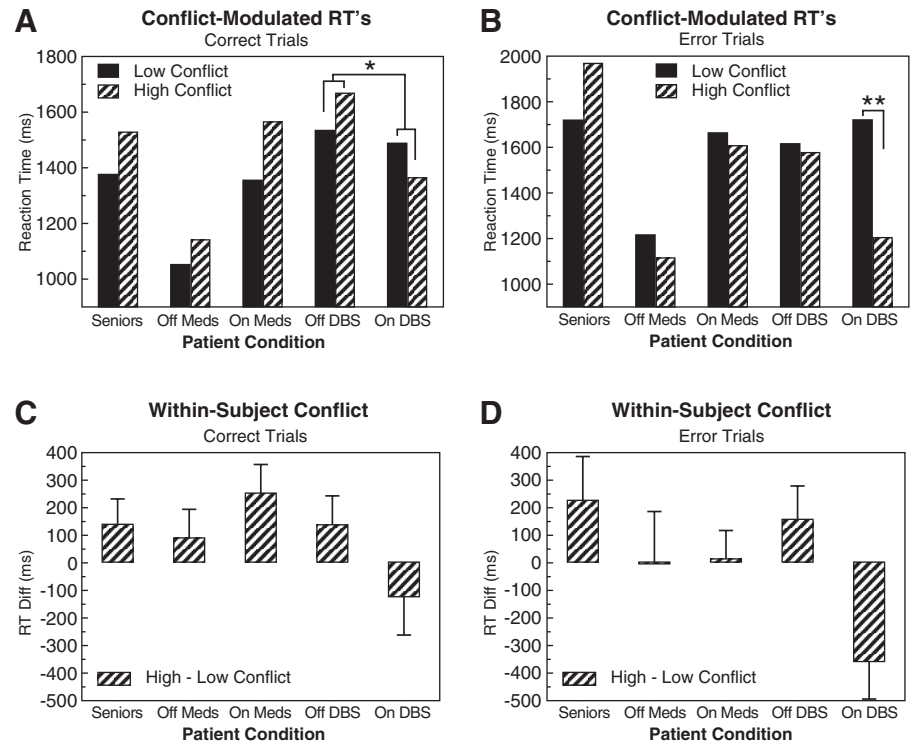 A
Conflict-Modulated RT's
Correct Trials
Reaction Time (ms)
1800
1600
1400
1200
1000
Low Conflict
High Conflict
*
Seniors Off Meds On Meds Off DBS On DBS
Patient Condition
B
Conflict-Modulated RT's
Error Trials
Reaction Time (ms)
2000
1800
1600
1400
1200
1000
Low Conflict
High Conflict
**
Seniors Off Meds On Meds Off DBS On DBS
Patient Condition
C
Within-Subject Conflict
Correct Trials
RT Diff (ms)
400
300
200
100
0
-100
-200
-300
-400
-500
High - Low Conflict
Seniors Off Meds On Meds Off DBS On DBS
Patient Condition
D
Within-Subject Conflict
Error Trials
RT Diff (ms)
400
300
200
100
0
-100
-200
-300
-400
-500
High - Low Conflict
Seniors Off Meds On Meds Off DBS On DBS
Patient Condition